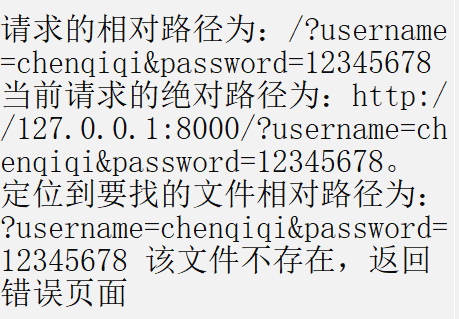 请求的相对路径为：/?username
=chenqiqi&password=12345678
当前请求的绝对路径为：http:/
/127.0.0.1:8000/?username=ch
enqiqi&password=12345678。
定位到要找的文件相对路径为：
?username=chenqiqi&password=
12345678 该文件不存在，返回
错误页面